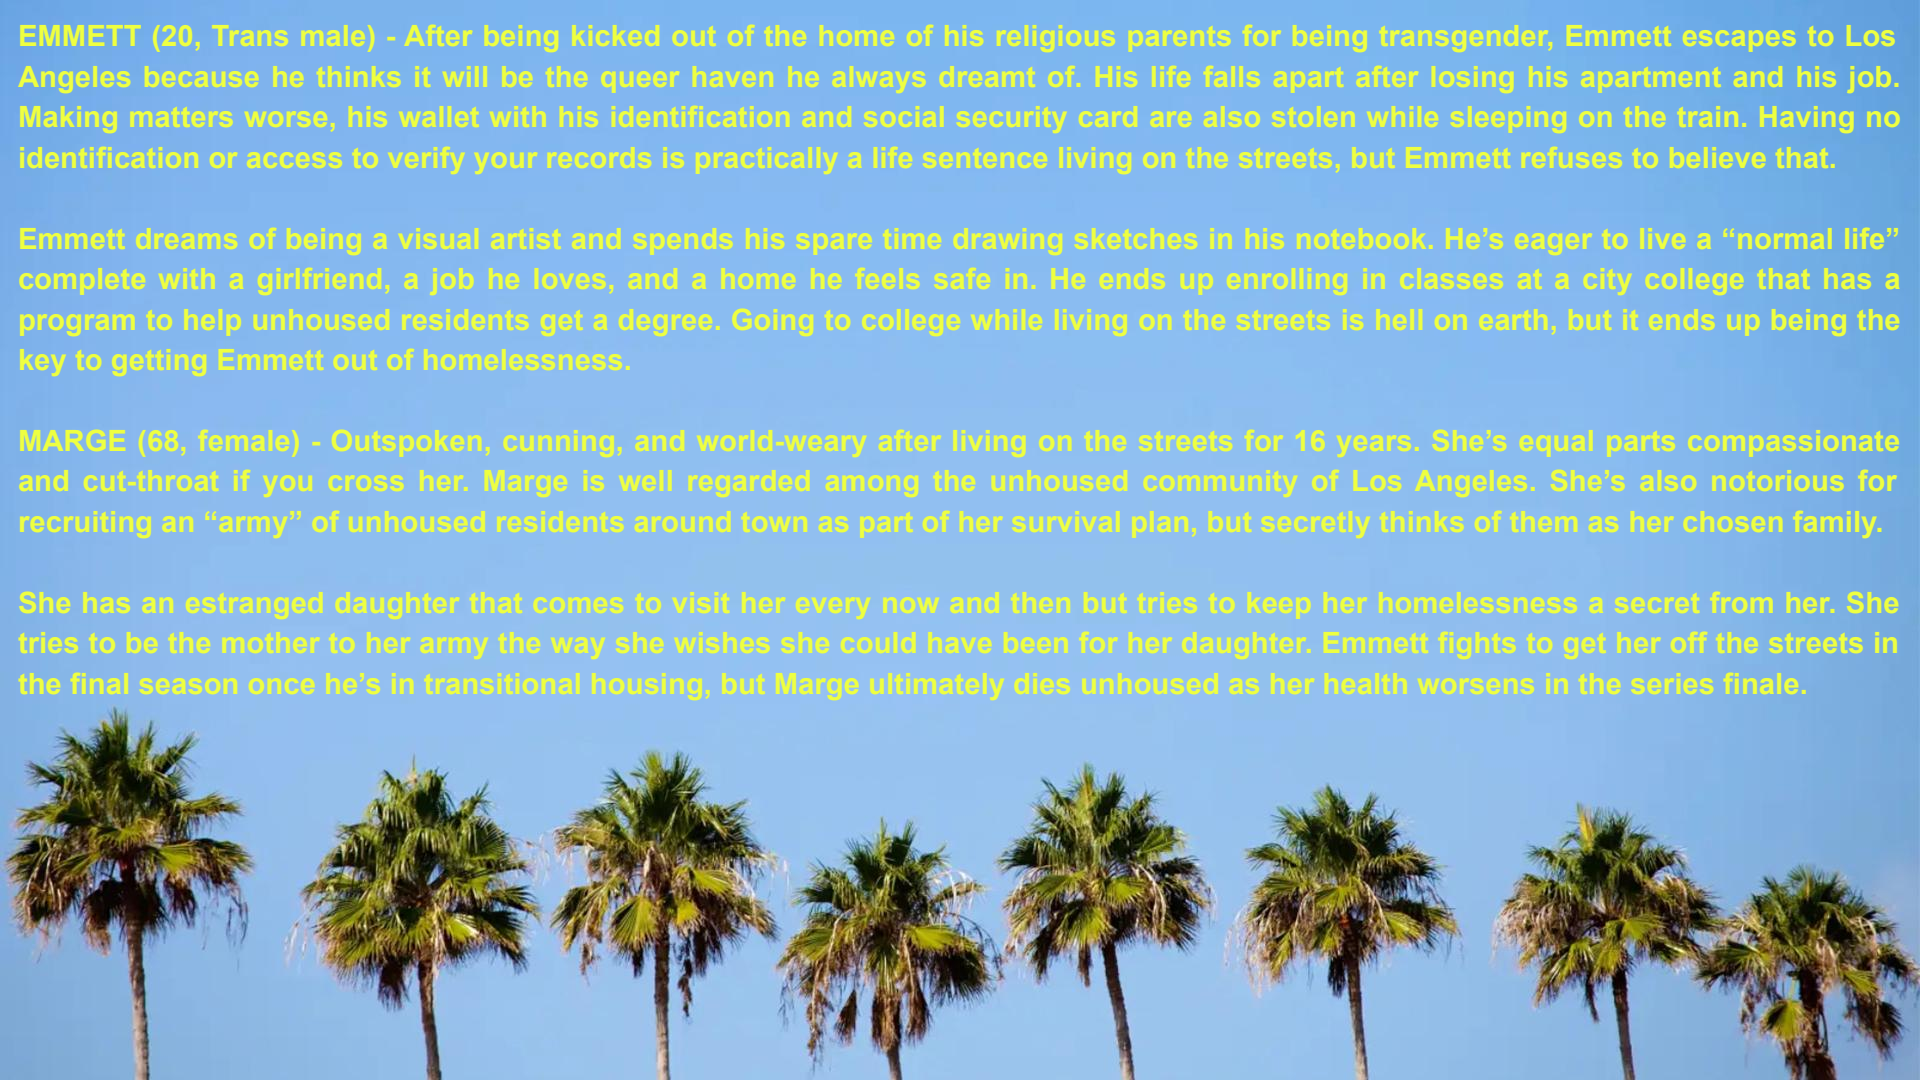 EMMETT (20, Trans male) - After being kicked out of the home of his religious parents for being transgender, Emmett escapes to Los
Angeles because he thinks it will be the queer haven he always dreamt of. His life falls apart after losing his apartment and his job.
Making matters worse, his wallet with his identification and social security card are also stolen while sleeping on the train. Having no
identification or access to verify your records is practically a life sentence living on the streets, but Emmett refuses to believe that.
Emmett dreams of being a visual artist and spends his spare time drawing sketches in his notebook. He’s eager to live a “normal life”
complete with a girlfriend, a job he loves, and a home he feels safe in. He ends up enrolling in classes at a city college that has a
program to help unhoused residents get a degree. Going to college while living on the streets is hell on earth, but it ends up being the
key to getting Emmett out of homelessness.
MARGE (68, female) - Outspoken, cunning, and world-weary after living on the streets for 16 years. She’s equal parts compassionate
and cut-throat if you cross her. Marge is well regarded among the unhoused community of Los Angeles. She’s also notorious for
recruiting an “army” of unhoused residents around town as part of her survival plan, but secretly thinks of them as her chosen family.
She has an estranged daughter that comes to visit her every now and then but tries to keep her homelessness a secret from her. She
tries to be the mother to her army the way she wishes she could have been for her daughter. Emmett fights to get her off the streets in
the final season once he’s in transitional housing, but Marge ultimately dies unhoused as her health worsens in the series finale.